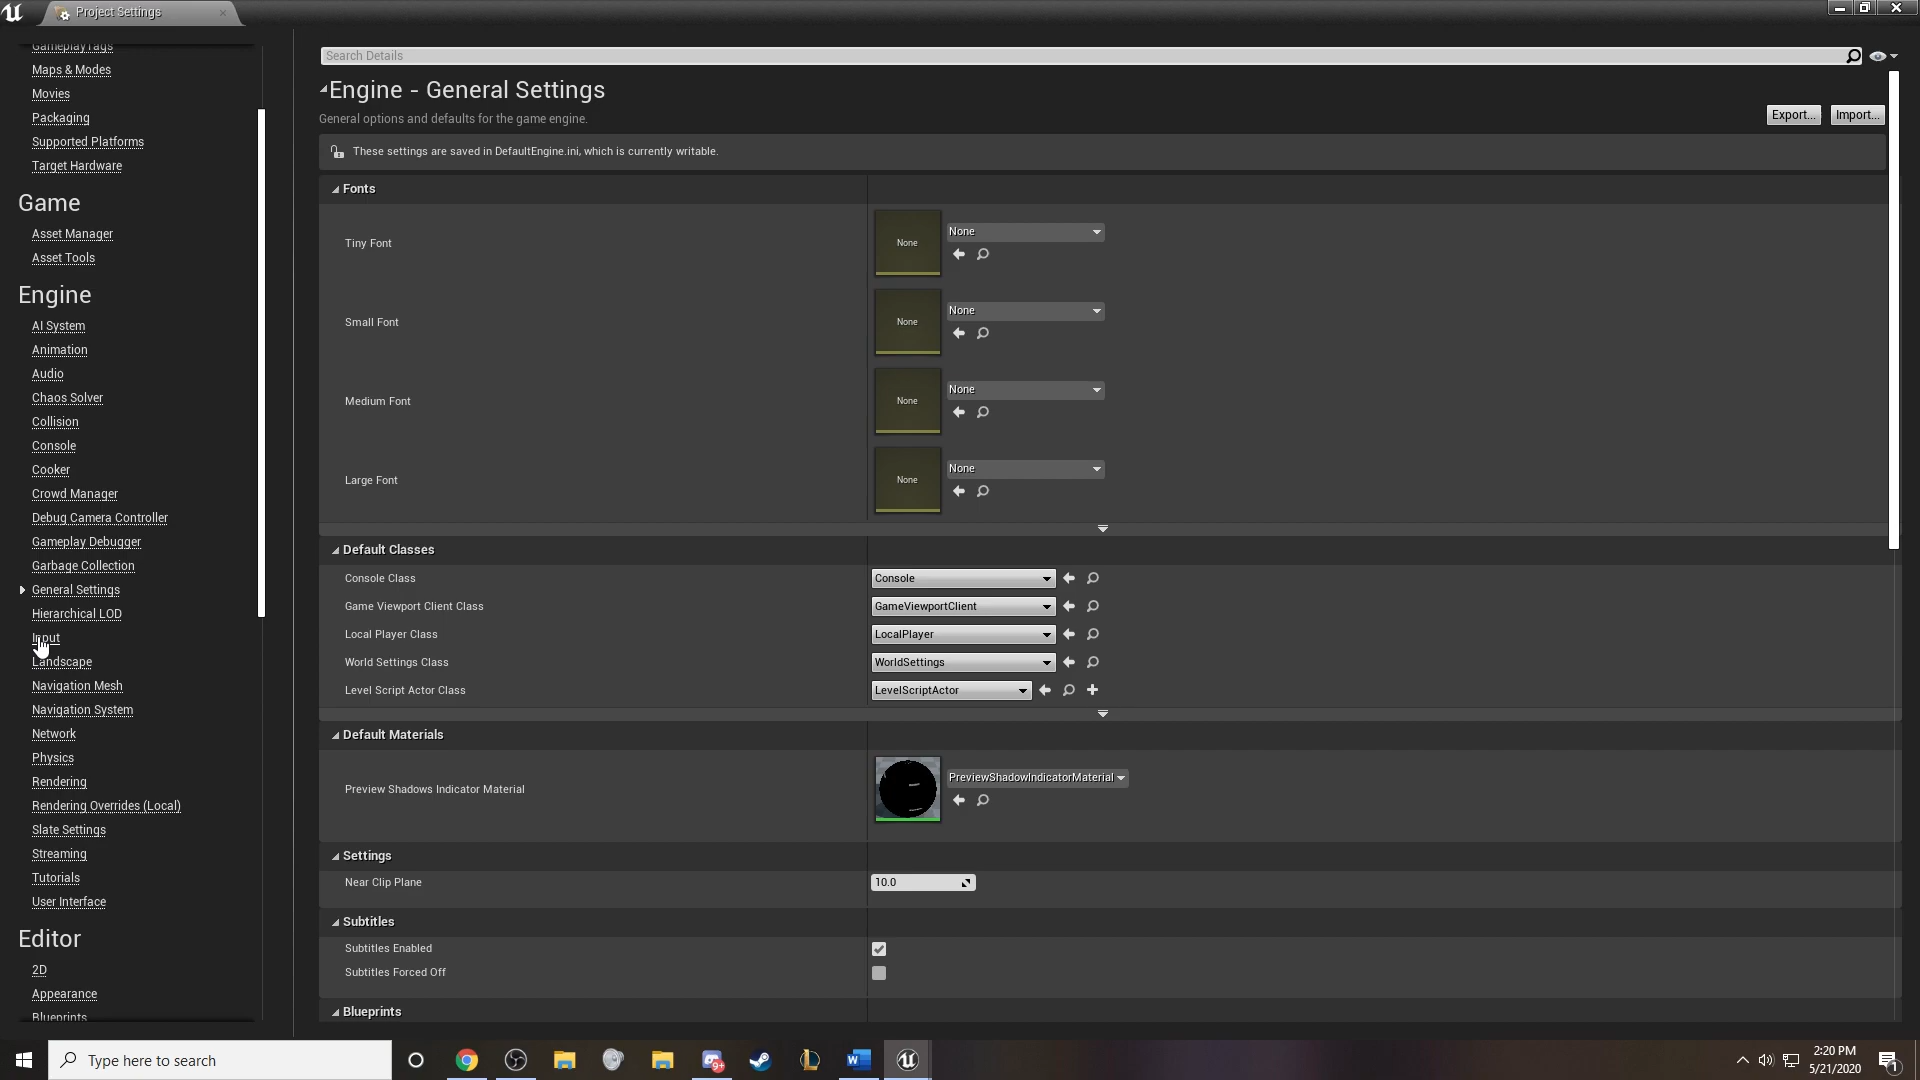 Project Settings
GameplayTags
Maps & Modes
Movies
Packaging
Supported Platforms
Target Hardware
Game
Asset Manager
Asset Tools
Engine
AI System
Animation
Audio
Chaos Solver
Collision
Console
Cooker
Crowd Manager
Debug Camera Controller
Gameplay Debugger
Garbage Collection
General Settings
Hierarchical LOD
Input
Landscape
Navigation Mesh
Navigation System
Network
Physics
Rendering
Rendering Overrides (Local)
Slate Settings
Streaming
Tutorials
User Interface
Editor
2D
Appearance
Blueprints
Search Details
Engine - General Settings
General options and defaults for the game engine.
Export...
Import...
These settings are saved in DefaultEngine.ini, which is currently writable.
Fonts
Tiny Font
None
None
Small Font
None
None
Medium Font
None
None
Large Font
None
None
Default Classes
Console Class
Console
Game Viewport Client Class
GameViewportClient
Local Player Class
LocalPlayer
World Settings Class
WorldSettings
Level Script Actor Class
LevelScriptActor
Default Materials
Preview Shadows Indicator Material
PreviewShadowIndicatorMaterial
Settings
Near Clip Plane
10.0
Subtitles
Subtitles Enabled
Subtitles Forced Off
Blueprints
Type here to search
9+
W
2:20 PM
5/21/2020
1